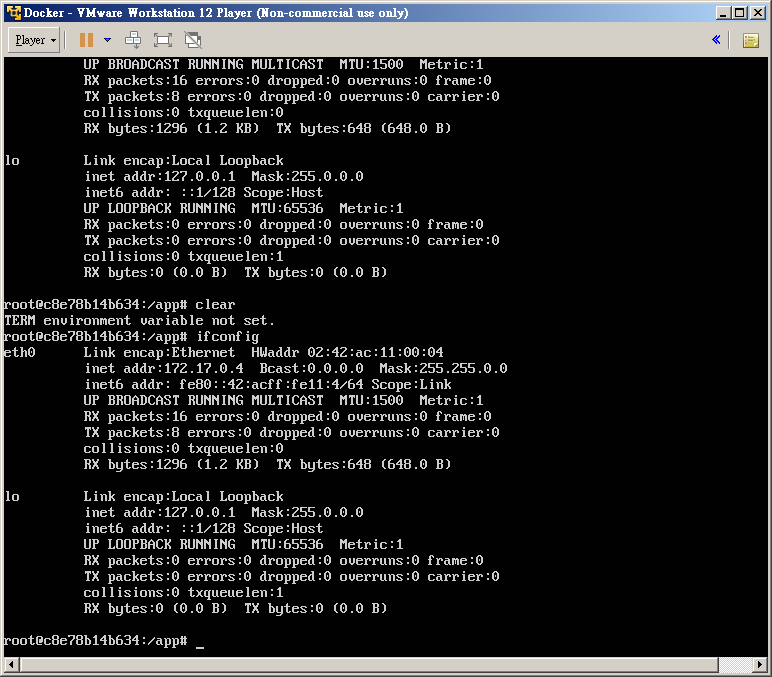 Docker - VMware Workstation 12 Player (Non-commercial use only)
Player
UP BROADCAST RUNNING MULTICAST  MTU:1500  Metric:1
RX packets:16 errors:0 dropped:0 overruns:0 frame:0
TX packets:8 errors:0 dropped:0 overruns:0 carrier:0
collisions:0 txqueuelen:0
RX bytes:1296 (1.2 KB)  TX bytes:648 (648.0 B)
lo        Link encap:Local Loopback
inet addr:127.0.0.1  Mask:255.0.0.0
inet6 addr: ::1/128 Scope:Host
UP LOOPBACK RUNNING  MTU:65536  Metric:1
RX packets:0 errors:0 dropped:0 overruns:0 frame:0
TX packets:0 errors:0 dropped:0 overruns:0 carrier:0
collisions:0 txqueuelen:1
RX bytes:0 (0.0 B)  TX bytes:0 (0.0 B)
root@c8e78b14b634:/app# clear
TERM environment variable not set.
root@c8e78b14b634:/app# ifconfig
eth0      Link encap:Ethernet  HWaddr 02:42:ac:11:00:04
inet addr:172.17.0.4  Bcast:0.0.0.0  Mask:255.255.0.0
inet6 addr: fe80::42:acff:fe11:4/64 Scope:Link
UP BROADCAST RUNNING MULTICAST  MTU:1500  Metric:1
RX packets:16 errors:0 dropped:0 overruns:0 frame:0
TX packets:8 errors:0 dropped:0 overruns:0 carrier:0
collisions:0 txqueuelen:0
RX bytes:1296 (1.2 KB)  TX bytes:648 (648.0 B)
lo        Link encap:Local Loopback
inet addr:127.0.0.1  Mask:255.0.0.0
inet6 addr: ::1/128 Scope:Host
UP LOOPBACK RUNNING  MTU:65536  Metric:1
RX packets:0 errors:0 dropped:0 overruns:0 frame:0
TX packets:0 errors:0 dropped:0 overruns:0 carrier:0
collisions:0 txqueuelen:1
RX bytes:0 (0.0 B)  TX bytes:0 (0.0 B)
root@c8e78b14b634:/app# _